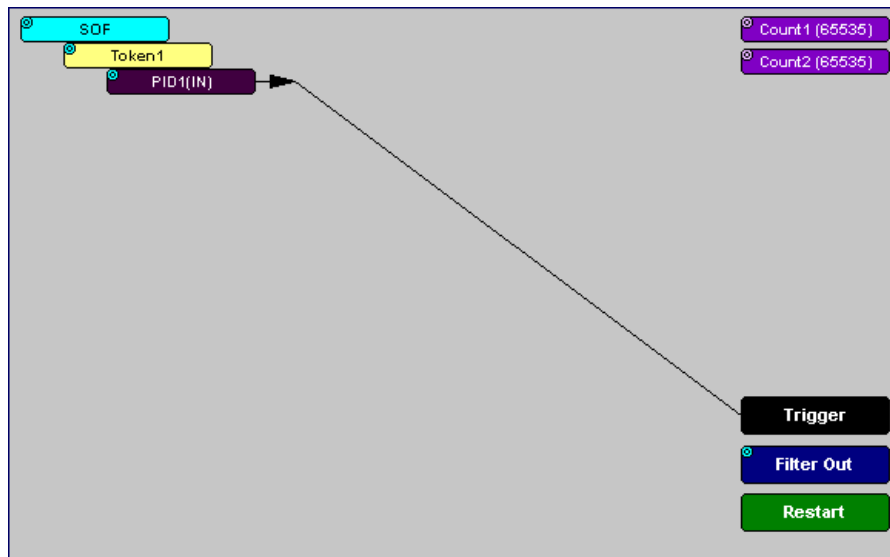 SOF
Token1
PID1(IN)
Count1 (65535)
Count2 (65535)
Trigger
Filter Out
Restart